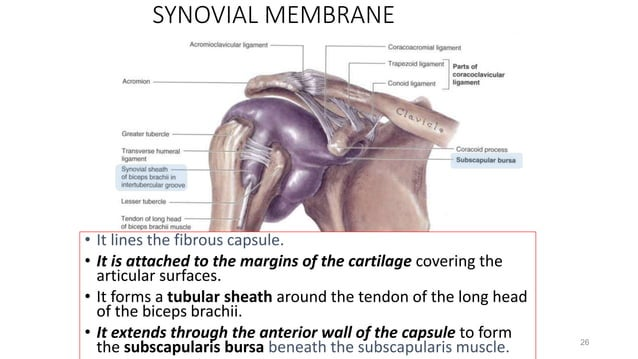 SYNOVIAL MEMBRANE
Acromioclavicular ligament
Coracoacromial ligament
Trapezoid ligament
Parts of
coracoclavicular
ligament
Conoid ligament
Acromion
Clavicle
Greater tubercle
Transverse humeral
ligament
Coracoid process
Subscapular bursa
Synovial sheath
of biceps brachii in
intertubercular groove
Lesser tubercle
Tendon of long head
of biceps brachii muscle
• It lines the fibrous capsule.
• It is attached to the margins of the cartilage covering the
articular surfaces.
• It forms a tubular sheath around the tendon of the long head
of the biceps brachii.
• It extends through the anterior wall of the capsule to form
the subscapularis bursa beneath the subscapularis muscle.
26